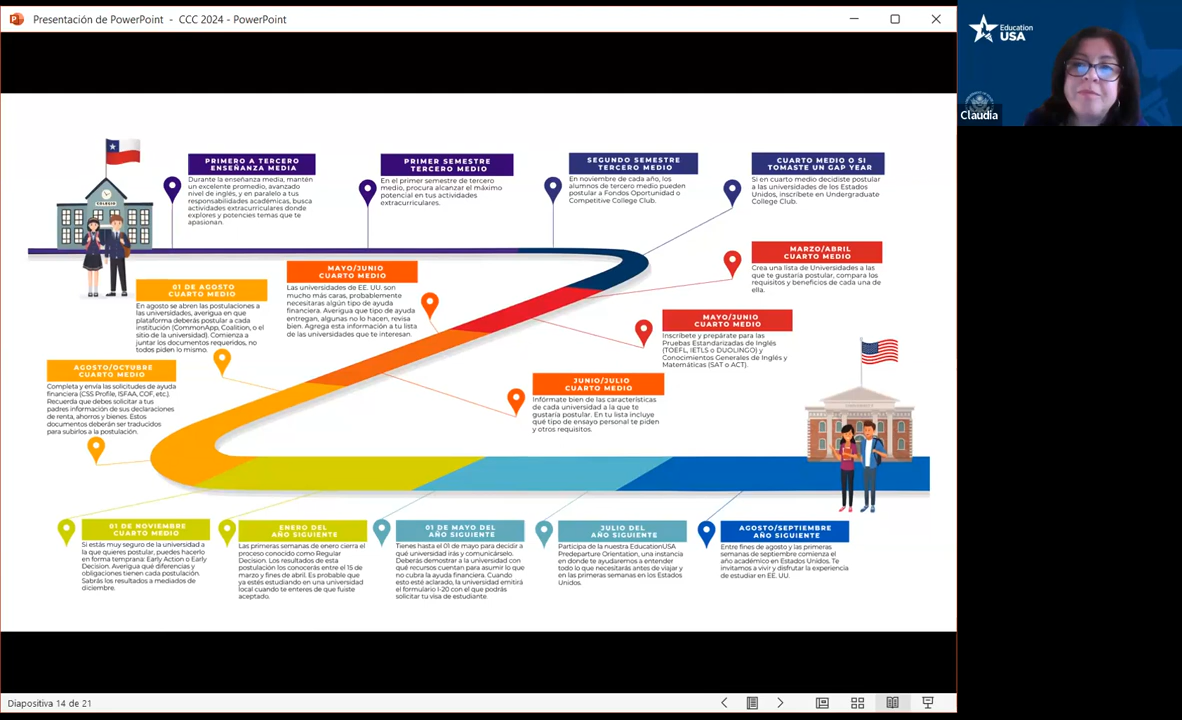 Presentación de PowerPoint - CCC 2024 - PowerPoint
Education
USA
Claudia
COLEGIO
PRIMERO A TERCERO
ENSEÑANZA MEDIA
Durante la enseñanza media, mantén
un excelente promedio, avanzado
nivel de inglés, y en paralelo a tus
responsabilidades académicas, busca
actividades extracurriculares donde
explores y potencies temas que te
apasionan.
PRIMER SEMESTRE
TERCERO MEDIO
En el primer semestre de tercero
medio, procura alcanzar el máximo
potencial en tus actividades
extracurriculares.
SEGUNDO SEMESTRE
TERCERO MEDIO
En noviembre de cada año, los
alumnos de tercero medio pueden
postular a Fondos Oportunidad o
Competitive College Club.
CUARTO MEDIO O SI
TOMASTE UN GAP YEAR
Si en cuarto medio decidiste postular
a las universidades de los Estados
Unidos, inscríbete en Undergraduate
College Club.
MARZO/ABRIL
CUARTO MEDIO
Crea una lista de Universidades a las
que te gustaría postular, compara los
requisitos y beneficios de cada una de
ella.
MAYO/JUNIO
CUARTO MEDIO
Inscríbete y prepárate para las
Pruebas Estandarizadas de Inglés
(TOEFL, IETLS o DUOLINGO) y
Conocimientos Generales de Inglés y
Matemáticas (SAT o ACT).
MAYO/JUNIO
CUARTO MEDIO
Las universidades de EE. UU. son
mucho más caras, probablemente
necesitaras algún tipo de ayuda
financiera. Averigua que tipo de ayuda
entregan, algunas no lo hacen, revisa
bien. Agrega esta información a tu lista
de las universidades que te interesan.
JUNIO/JULIO
CUARTO MEDIO
Infórmate bien de las características
de cada universidad a la que te
gustaría postular. En tu lista incluye
qué tipo de ensayo personal te piden
y otros requisitos.
01 DE AGOSTO
CUARTO MEDIO
En agosto se abren las postulaciones a
las universidades, averigua en que
plataforma deberás postular a cada
institución (CommonApp, Coalition, o el
sitio de la universidad). Comienza a
juntar los documentos requeridos, no
todos piden lo mismo.
AGOSTO/OCTUBRE
CUARTO MEDIO
Completa y envía las solicitudes de ayuda
financiera (CSS Profile, ISFAA, COF, etc.).
Recuerda que debes solicitar a tus
padres información de sus declaraciones
de renta, ahorros y bienes. Estos
documentos deberán ser traducidos
para subirlos a la postulación.
01 DE NOVIEMBRE
CUARTO MEDIO
Si estás muy seguro de la universidad a
la que quieres postular, puedes hacerlo
en forma temprana: Early Action o Early
Decision. Averigua qué diferencias y
obligaciones tienen cada postulación.
Sabrás los resultados a mediados de
diciembre.
ENERO DEL
AÑO SIGUIENTE
Las primeras semanas de enero cierra el
proceso conocido como Regular
Decision. Los resultados de esta
postulación los conocerás entre el 15 de
marzo y fines de abril. Es probable que
ya estés estudiando en una universidad
local cuando te enteres de que fuiste
aceptado.
01 DE MAYO DEL
AÑO SIGUIENTE
Tienes hasta el 01 de mayo para decidir a
qué universidad irás y comunicárselo.
Deberás demostrar a la universidad con
qué recursos cuentan para asumir lo que
no cubra la ayuda financiera. Cuando
esto esté aclarado, la universidad emitirá
el formulario I-20 con el que podrás
solicitar tu visa de estudiante.
JULIO DEL
AÑO SIGUIENTE
Participa de la nuestra EducationUSA
Predeparture Orientation, una instancia
en donde te ayudaremos a entender
todo lo que necesitarás antes de viajar y
en las primeras semanas en los Estados
Unidos.
AGOSTO/SEPTIEMBRE
AÑO SIGUIENTE
Entre fines de agosto y las primeras
semanas de septiembre comienza el
año académico en Estados Unidos. Te
invitamos a vivir y disfrutar la experiencia
de estudiar en EE. UU.
Diapositiva 14 de 21